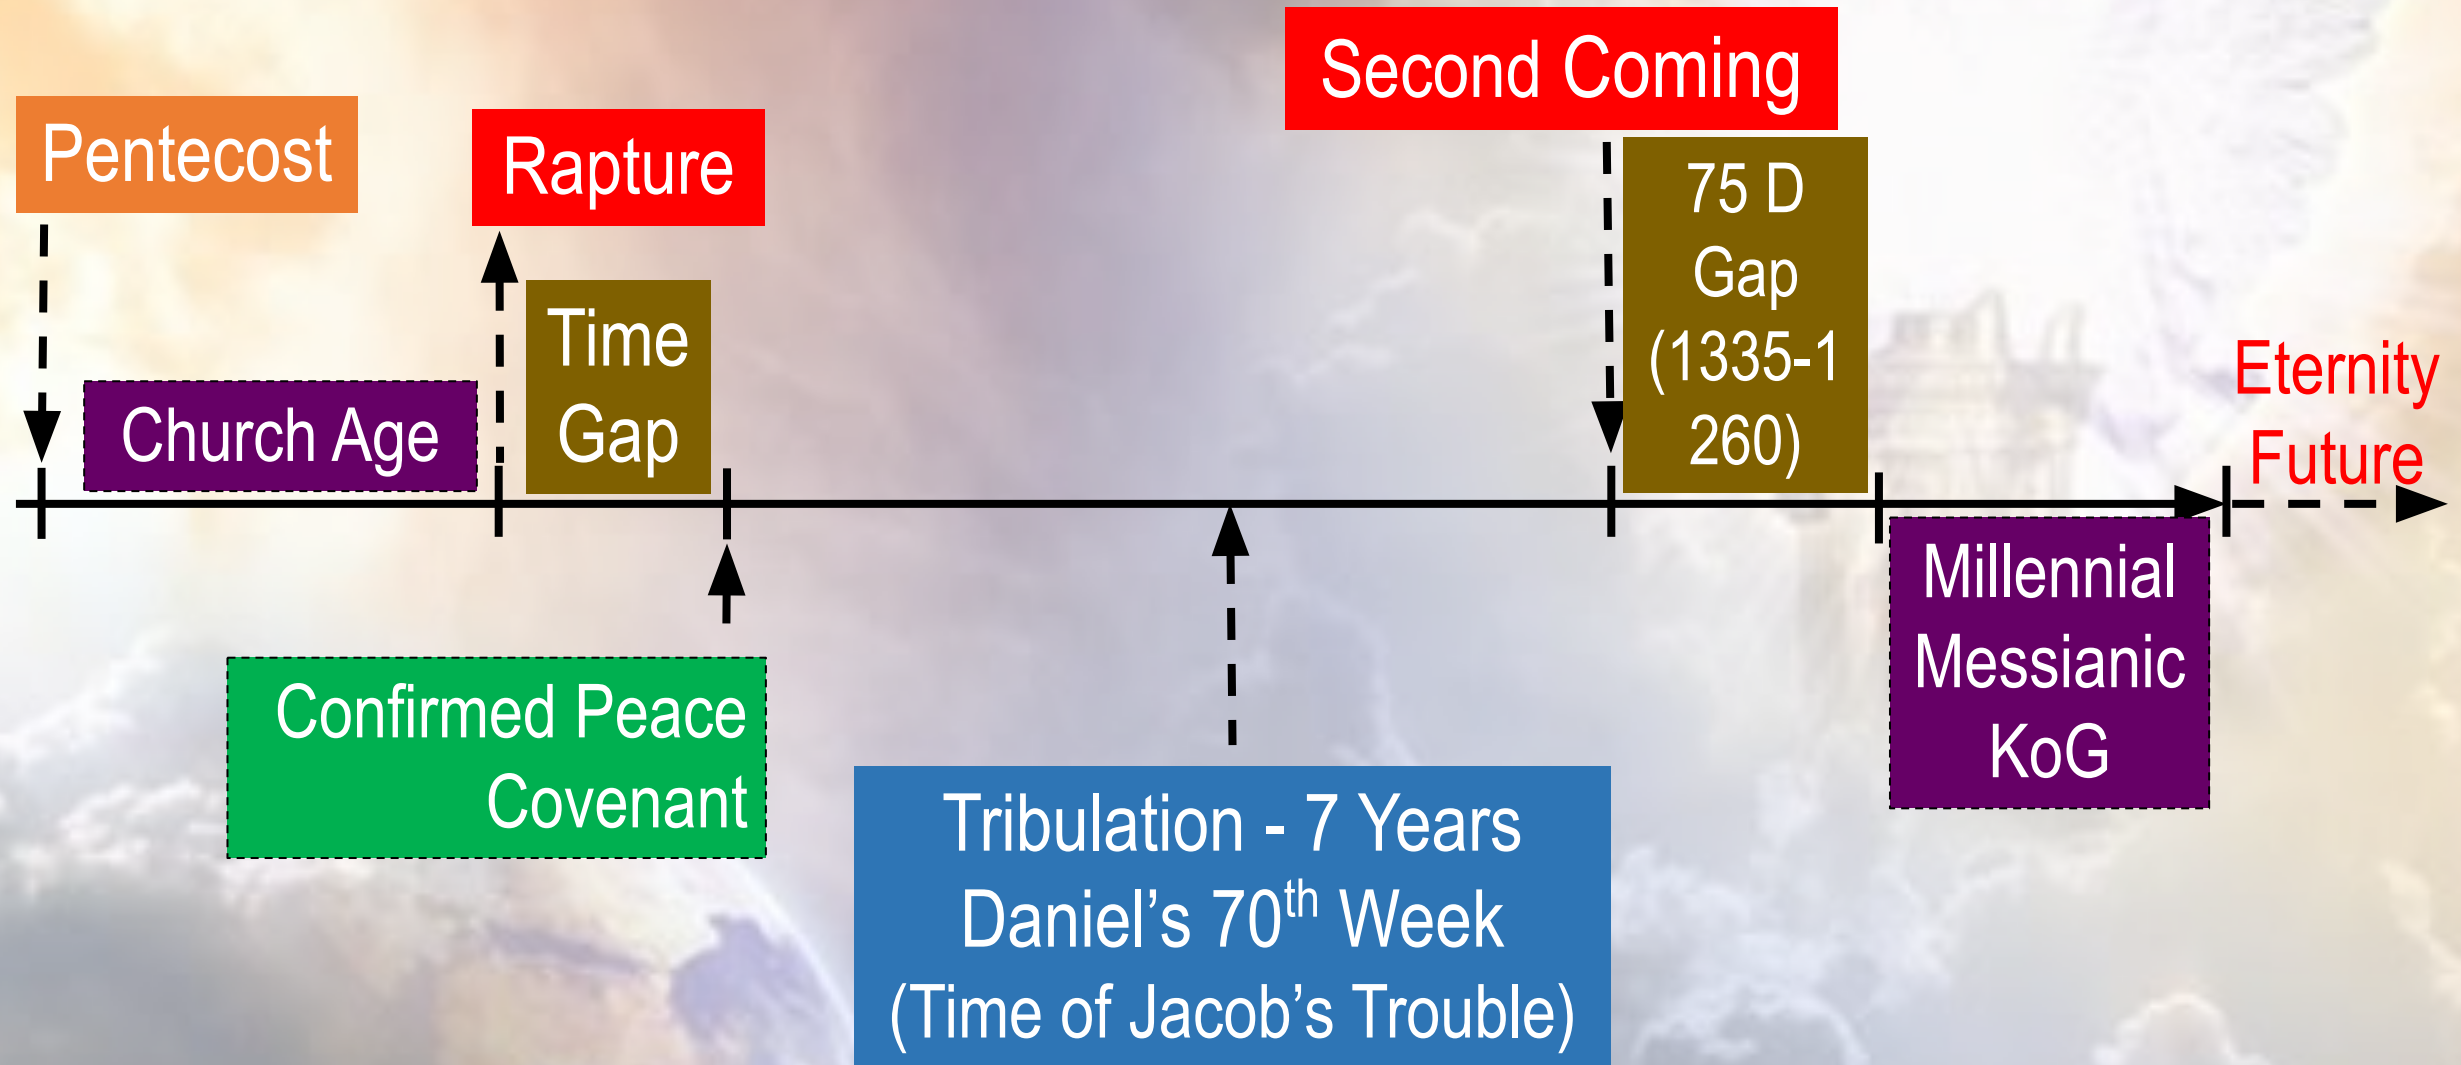 Second Coming
Pentecost
Rapture
75 D
Gap
(1335-1
260)
Time
Gap
Church Age
Eternity
Future
Confirmed Peace
Covenant
Millennial
Messianic
KoG
Tribulation - 7 Years
Daniel’s 70th Week
(Time of Jacob’s Trouble)